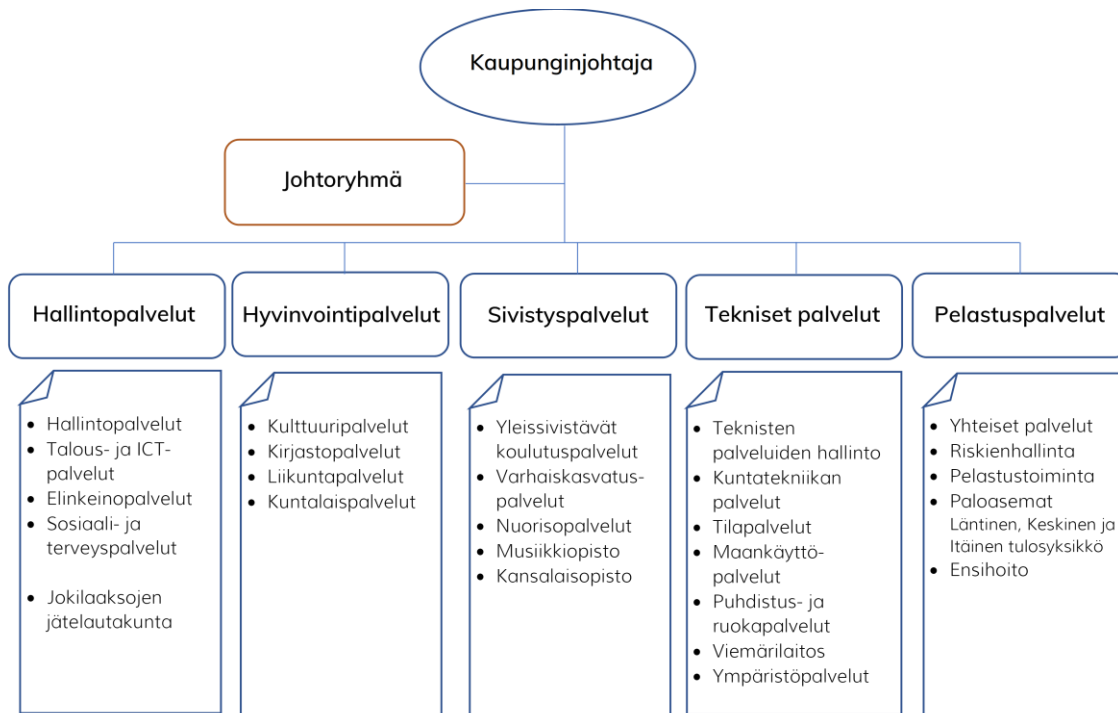 Kaupunginjohtaja
Johtoryhmä
Hallintopalvelut
Hyvinvointipalvelut
Sivistyspalvelut
Tekniset palvelut
Pelastuspalvelut
• Hallintopalvelut
• Talous- ja ICT-
palvelut
• Elinkeinopalvelut
• Sosiaali- ja
terveyspalvelut
• Jokilaaksojen
jätelautakunta
• Kulttuuripalvelut
• Kirjastopalvelut
• Liikuntapalvelut
• Kuntalaispalvelut
• Yleissivistävät
koulutuspalvelut
• Varhaiskasvatus-
palvelut
• Nuorisopalvelut
• Musiikkiopisto
• Kansalaisopisto
• Teknisten
palveluiden hallinto
• Kuntatekniikan
palvelut
• Tilapalvelut
• Maankäyttö-
palvelut
• Puhdistus- ja
ruokapalvelut
• Viemärilaitos
• Ympäristöpalvelut
• Yhteiset palvelut
• Riskienhallinta
• Pelastustoiminta
• Paloasemat
Läntinen, Keskinen ja
Itäinen tulosyksikkö
• Ensihoito